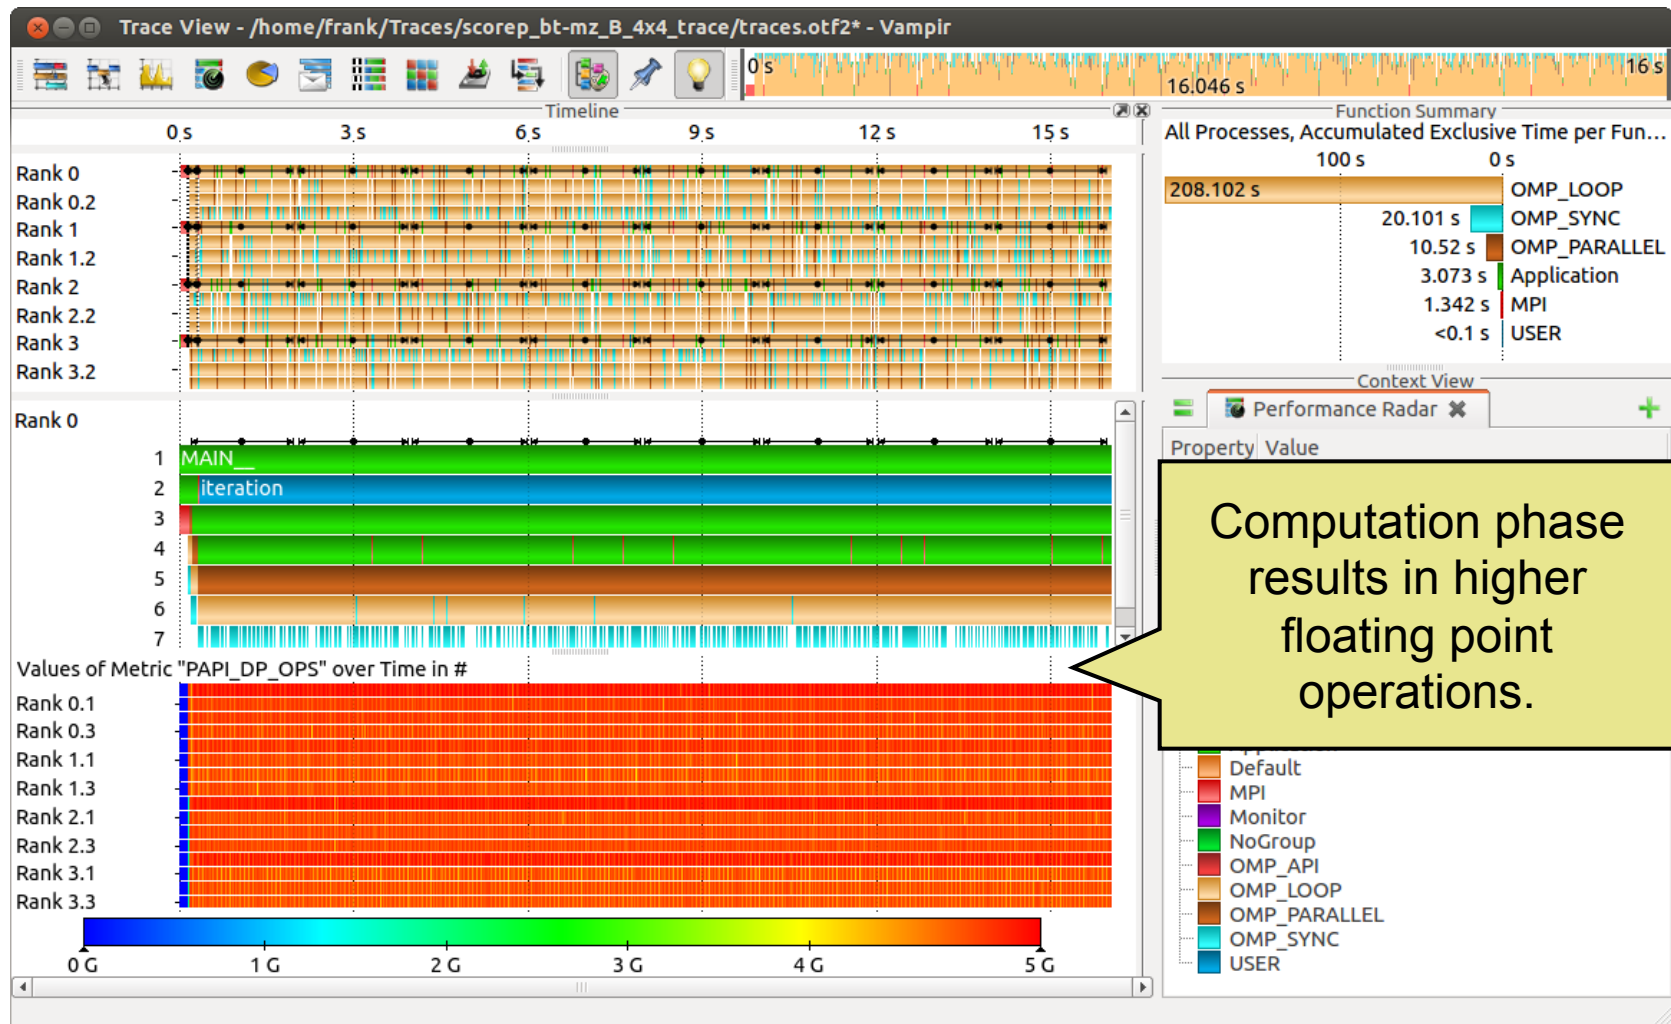 Trace View - /home/frank/Traces/scorep_bt-mz_B_4x4_trace/traces.otf2* - Vampir
0 s
16 s
16.046 s
Timeline
0 s 3 s 6 s 9 s 12 s 15 s
Rank 0
Rank 0.2
Rank 1
Rank 1.2
Rank 2
Rank 2.2
Rank 3
Rank 3.2
Rank 0
1 MAIN__
2 iteration
3
4
5
6
7
Values of Metric "PAPI_DP_OPS" over Time in #
Rank 0.1
Rank 0.3
Rank 1.1
Rank 1.3
Rank 2.1
Rank 2.3
Rank 3.1
Rank 3.3
0 G 1 G 2 G 3 G 4 G 5 G
Function Summary
All Processes, Accumulated Exclusive Time per Fun...
100 s 0 s
208.102 s OMP_LOOP
20.101 s OMP_SYNC
10.52 s OMP_PARALLEL
3.073 s Application
1.342 s MPI
<0.1 s USER
Context View
Performance Radar
Property Value
Computation phase
results in higher
floating point
operations.
Default
MPI
Monitor
NoGroup
OMP_API
OMP_LOOP
OMP_PARALLEL
OMP_SYNC
USER